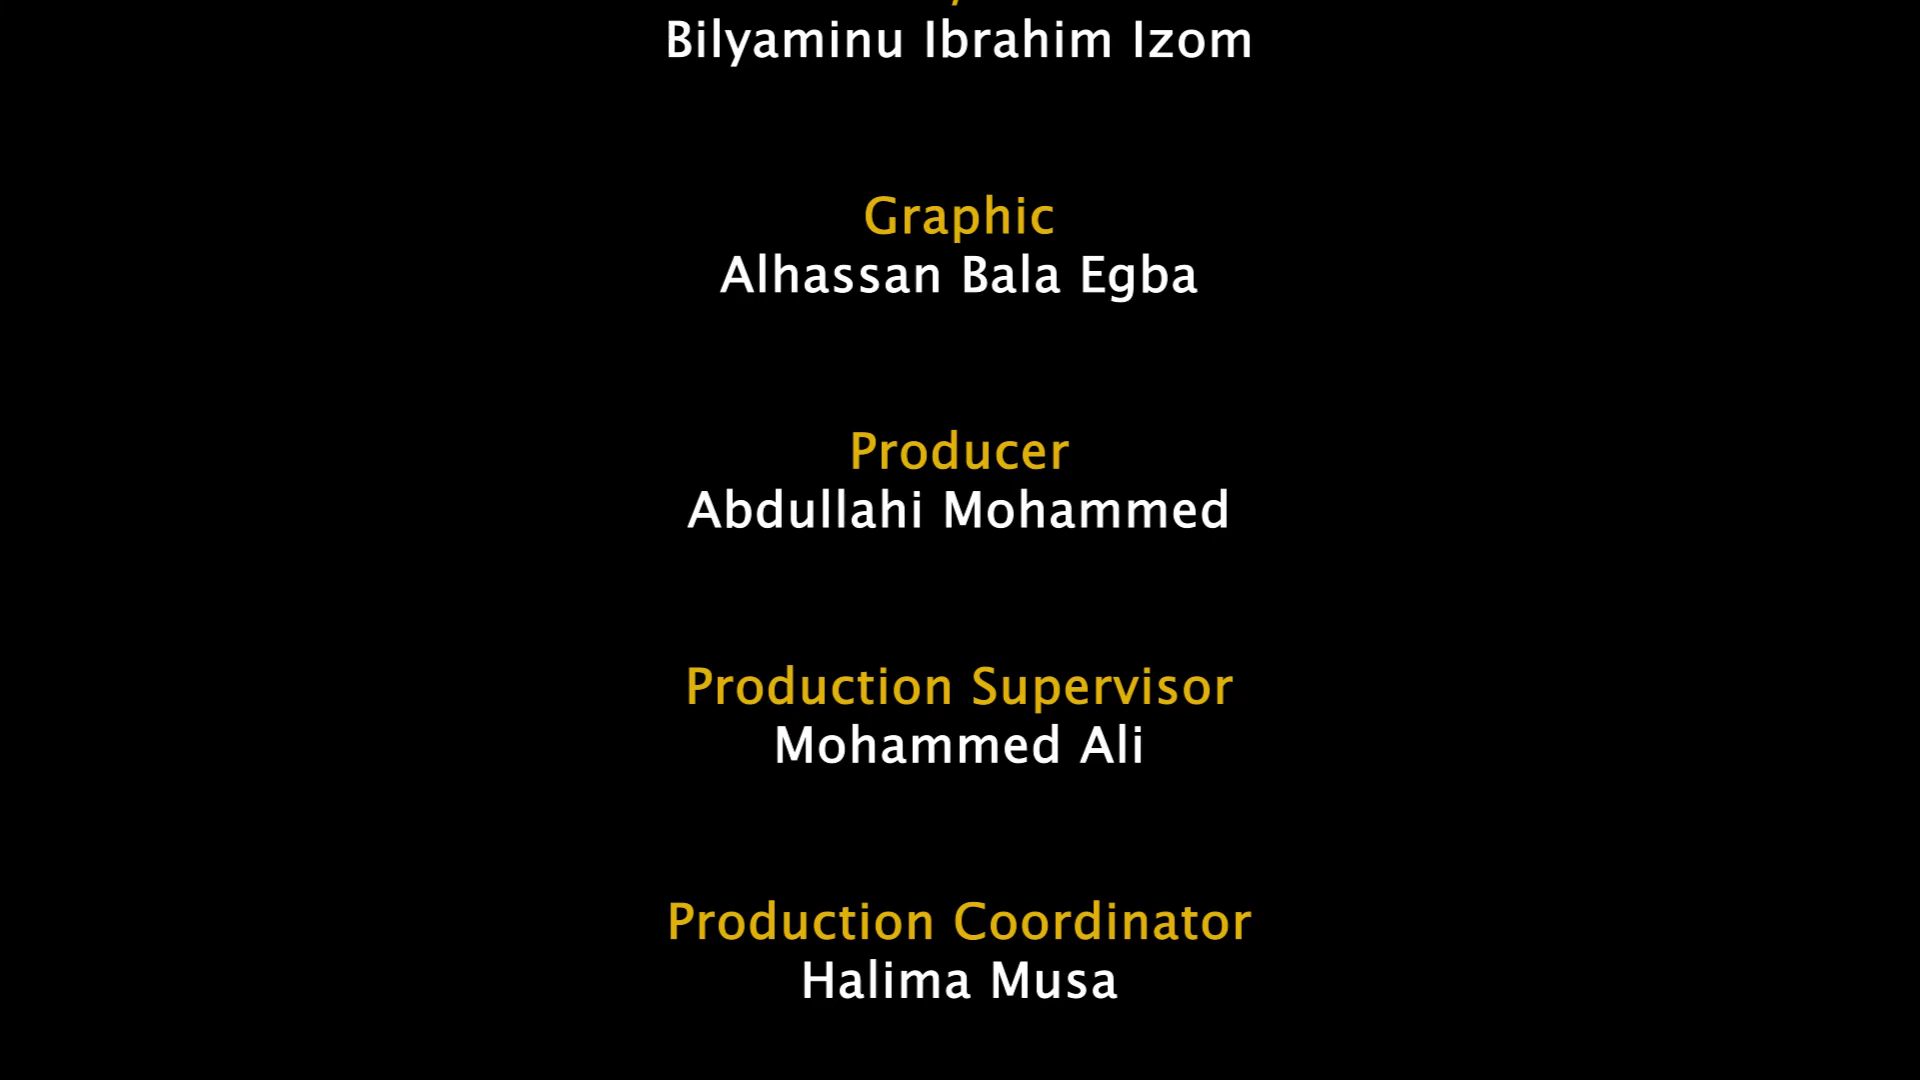 Bilyaminu Ibrahim Izom
Graphic
Alhassan Bala Egba
Producer
Abdullahi Mohammed
Production Supervisor
Mohammed Ali
Production Coordinator
Halima Musa